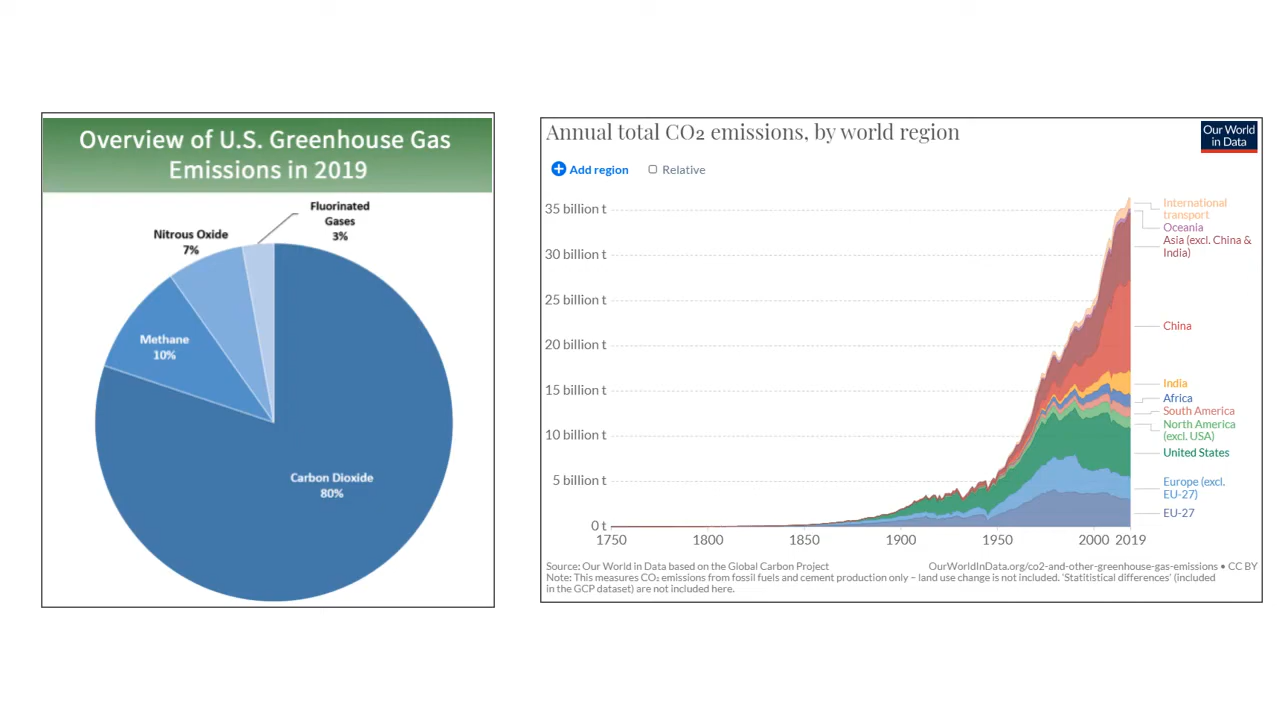 Overview of U.S. Greenhouse Gas
Emissions in 2019
Fluorinated
Gases
3%
Nitrous Oxide
7%
Methane
10%
Carbon Dioxide
80%
Annual total CO2 emissions, by world region
Our World
in Data
Add region
Relative
35 billion t
30 billion t
25 billion t
20 billion t
15 billion t
10 billion t
5 billion t
0 t
1750
1800
1850
1900
1950
2000
2019
International
transport
Oceania
Asia (excl. China &
India)
China
India
Africa
South America
North America
(excl. USA)
United States
Europe (excl.
EU-27)
EU-27
Source: Our World in Data based on the Global Carbon Project
OurWorldInData.org/co2-and-other-greenhouse-gas-emissions • CC BY
Note: This measures CO₂ emissions from fossil fuels and cement production only – land use change is not included. 'Statitistical differences' (included
in the GCP dataset) are not included here.